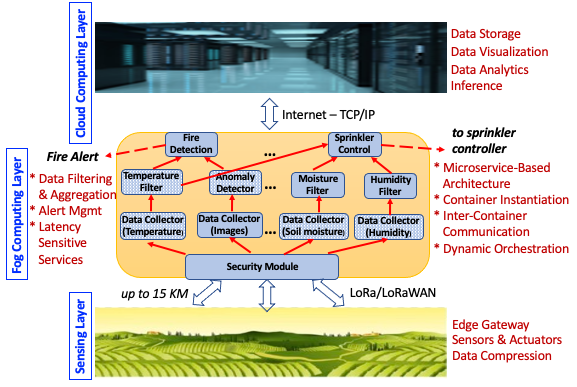 Cloud Computing Layer
Data Storage
Data Visualization
Data Analytics
Inference
Internet – TCP/IP
Fog Computing Layer
Fire Alert
* Data Filtering
& Aggregation
* Alert Mgmt
* Latency
Sensitive
Services
Fire
Detection
...
Sprinkler
Control
to sprinkler
controller
Temperature
Filter
Anomaly
Detector
...
Moisture
Filter
Humidity
Filter
Data Collector
(Temperature)
Data Collector
(Images)
...
Data Collector
(Soil moisture)
Data Collector
(Humidity)
Security Module
* Microservice-Based
Architecture
* Container Instantiation
* Inter-Container
Communication
* Dynamic Orchestration
up to 15 KM
LoRa/LoRaWAN
Sensing Layer
Edge Gateway
Sensors & Actuators
Data Compression